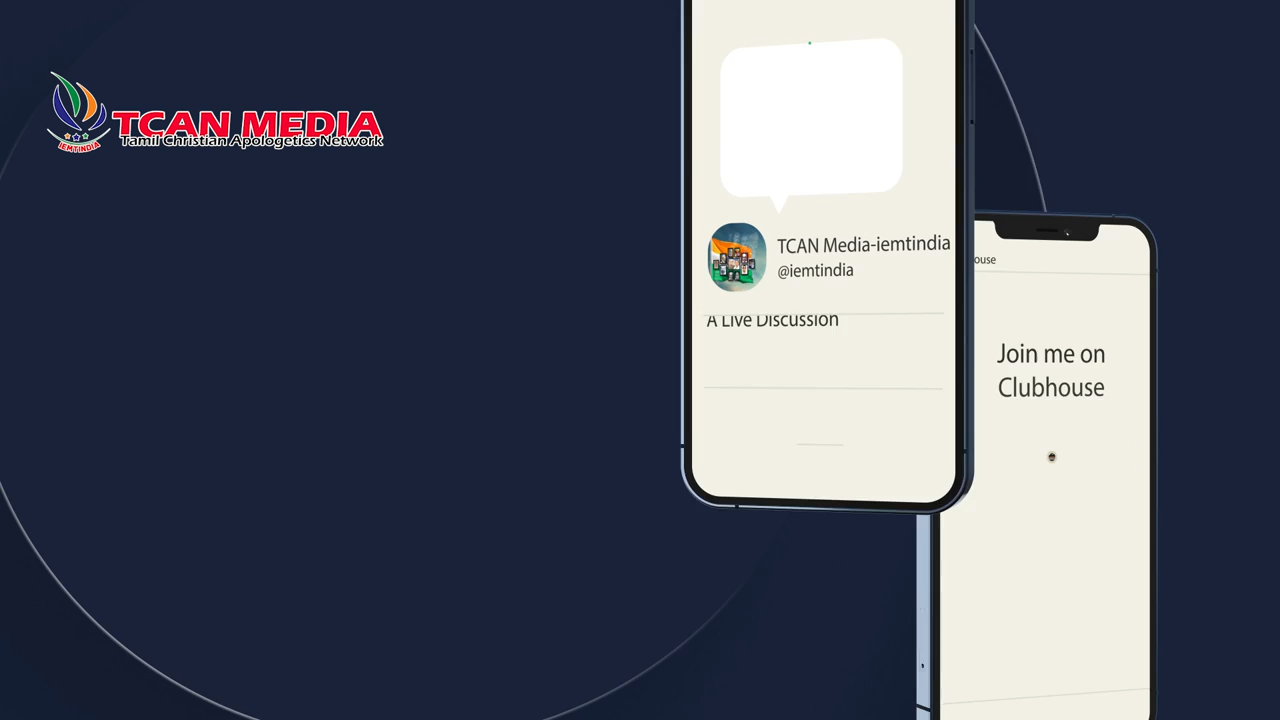 TCAN MEDIA
Tamil Christian Apologetics Network
IEMTINDIA
TCAN Media-iemtindia
@iemtindia
A Live Discussion
ouse
Join me on
Clubhouse